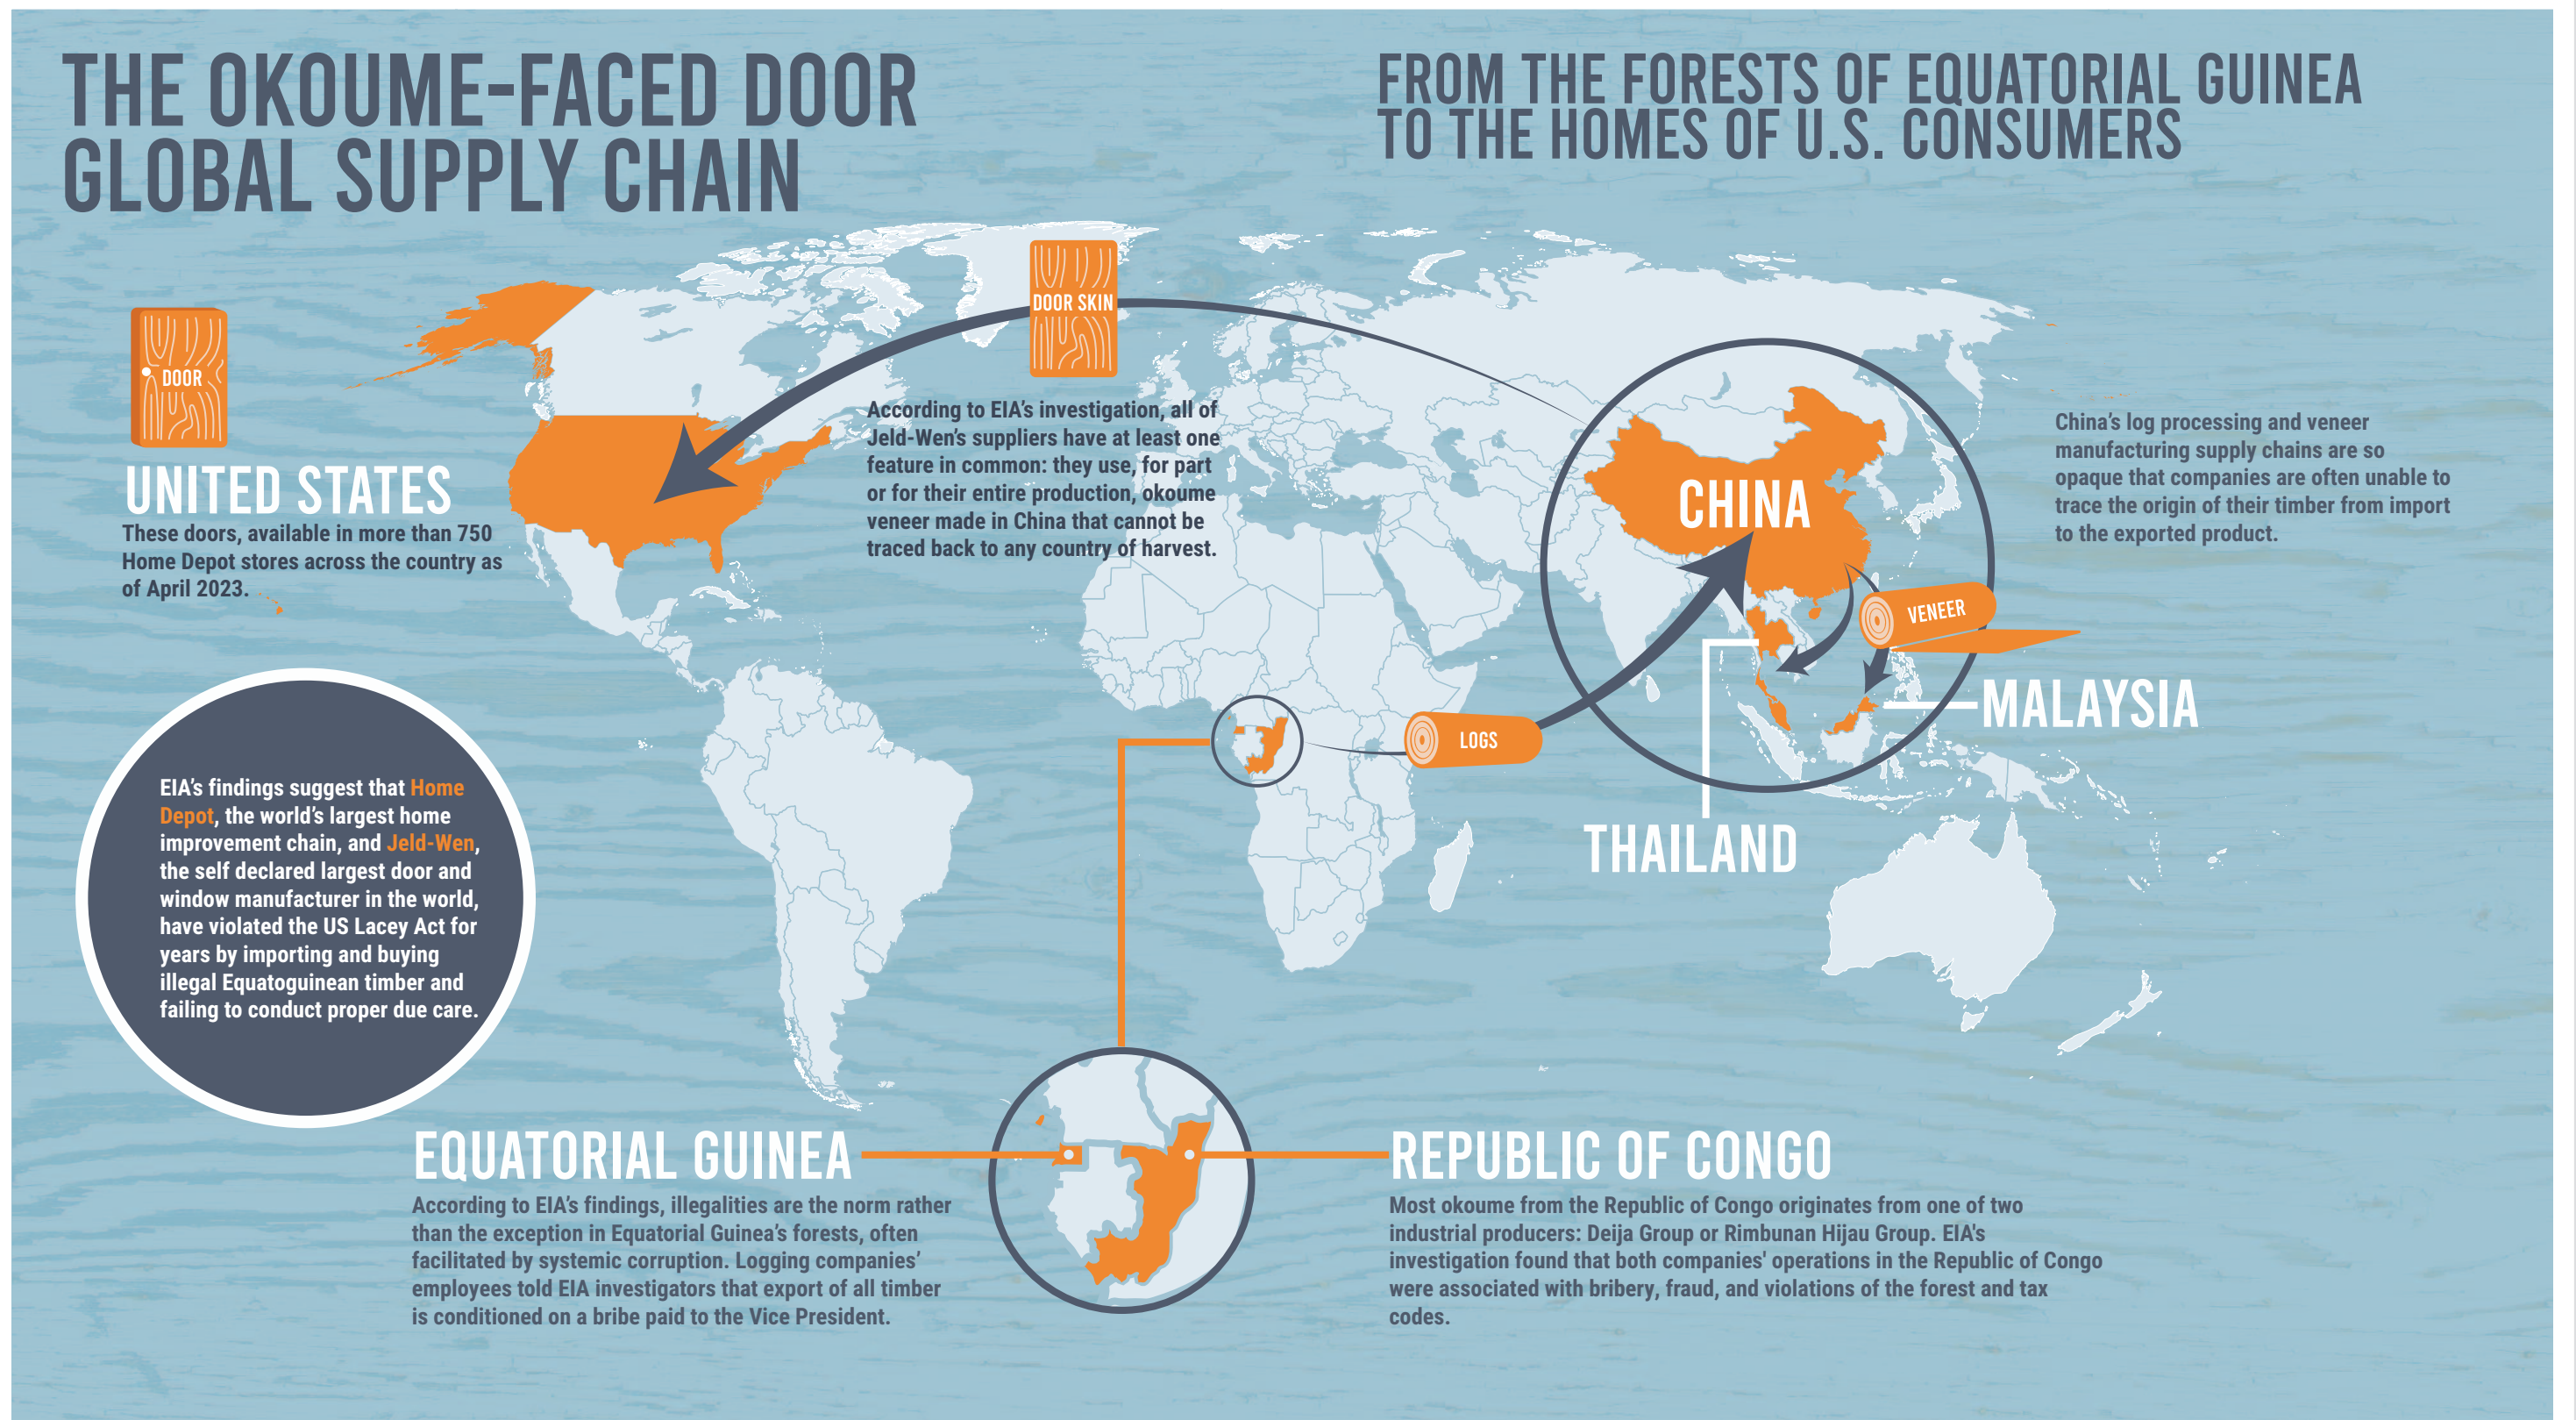 THE OKOUME-FACED DOOR
GLOBAL SUPPLY CHAIN
FROM THE FORESTS OF EQUATORIAL GUINEA
TO THE HOMES OF U.S. CONSUMERS
DOOR
UNITED STATES
These doors, available in more than 750
Home Depot stores across the country as
of April 2023.
DOOR SKIN
According to EIA’s investigation, all of
Jeld-Wen’s suppliers have at least one
feature in common: they use, for part
or for their entire production, okoume
veneer made in China that cannot be
traced back to any country of harvest.
CHINA
China’s log processing and veneer
manufacturing supply chains are so
opaque that companies are often unable to
trace the origin of their timber from import
to the exported product.
VENEER
MALAYSIA
LOGS
THAILAND
EIA’s findings suggest that Home
Depot, the world’s largest home
improvement chain, and Jeld-Wen,
the self declared largest door and
window manufacturer in the world,
have violated the US Lacey Act for
years by importing and buying
illegal Equatoguinean timber and
failing to conduct proper due care.
EQUATORIAL GUINEA
According to EIA’s findings, illegalities are the norm rather
than the exception in Equatorial Guinea’s forests, often
facilitated by systemic corruption. Logging companies’
employees told EIA investigators that export of all timber
is conditioned on a bribe paid to the Vice President.
REPUBLIC OF CONGO
Most okoume from the Republic of Congo originates from one of two
industrial producers: Deija Group or Rimbunan Hijau Group. EIA's
investigation found that both companies' operations in the Republic of Congo
were associated with bribery, fraud, and violations of the forest and tax
codes.